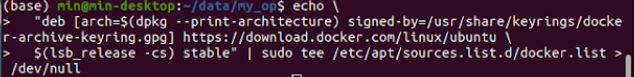 (base) min@min-desktop:~/data/my_op$ echo \
>   "deb [arch=$(dpkg --print-architecture) signed-by=/usr/share/keyrings/docke
r-archive-keyring.gpg] https://download.docker.com/linux/ubuntu \
>   $(lsb_release -cs) stable" | sudo tee /etc/apt/sources.list.d/docker.list >
/dev/null